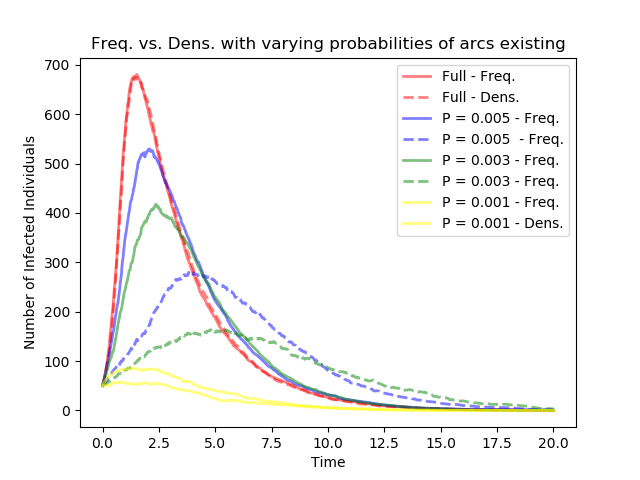 Freq. vs. Dens. with varying probabilities of arcs existing
700
600
500
400
300
200
100
0
Number of Infected Individuals
Full - Freq.
Full - Dens.
P = 0.005 - Freq.
P = 0.005  - Freq.
P = 0.003 - Freq.
P = 0.003 - Freq.
P = 0.001 - Freq.
P = 0.001 - Dens.
0.0 2.5 5.0 7.5 10.0 12.5 15.0 17.5 20.0
Time